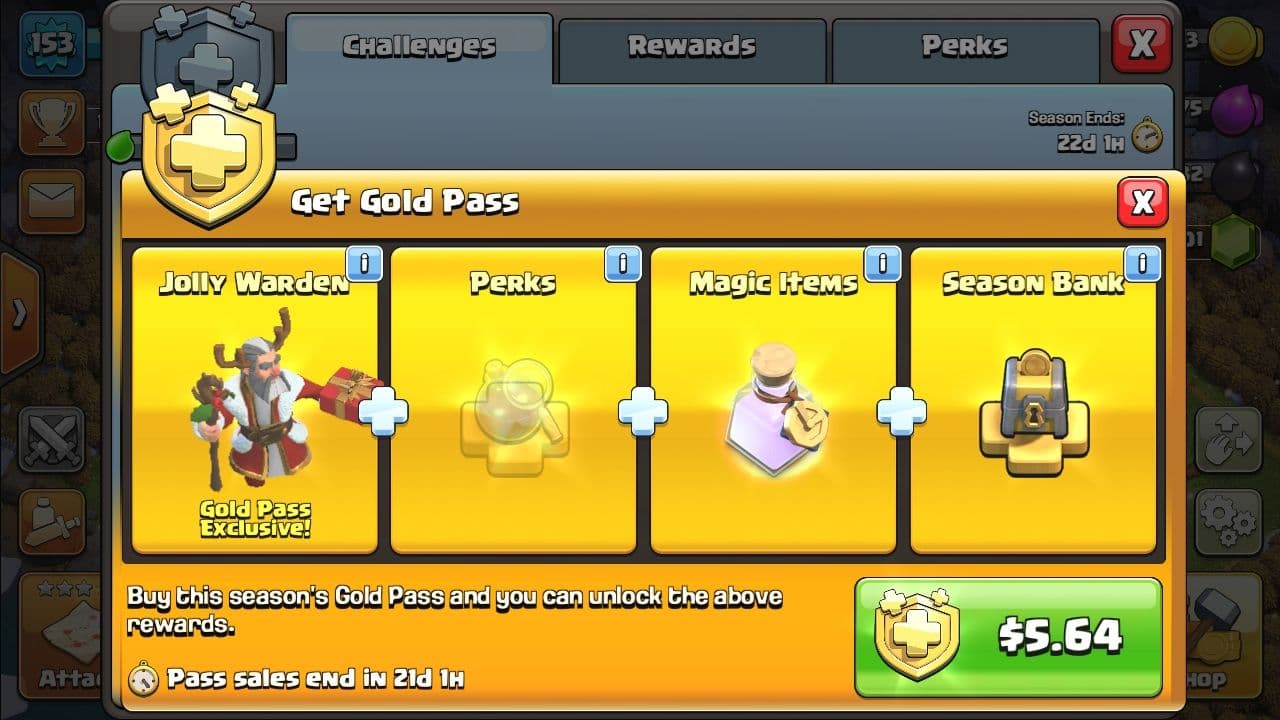 153
Challenges
Rewards
Perks
X
3
Season Ends:
22d 1h
Get Gold Pass
X
Jolly Warden
i
Perks
i
Magic Items
i
Season Bank
i
Gold Pass
Exclusive!
Buy this season's Gold Pass and you can unlock the above
rewards.
Pass sales end in 21d 1h
$5.64